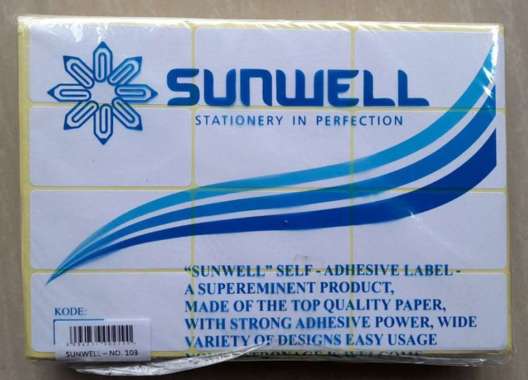 SUNWELL
STATIONERY IN PERFECTION
"SUNWELL" SELF - ADHESIVE LABEL -
A SUPEREMINENT PRODUCT,
MADE OF THE TOP QUALITY PAPER,
WITH STRONG ADHESIVE POWER, WIDE
VARIETY OF DESIGNS EASY USAGE
KODE:
SUNWELL - NO. 103